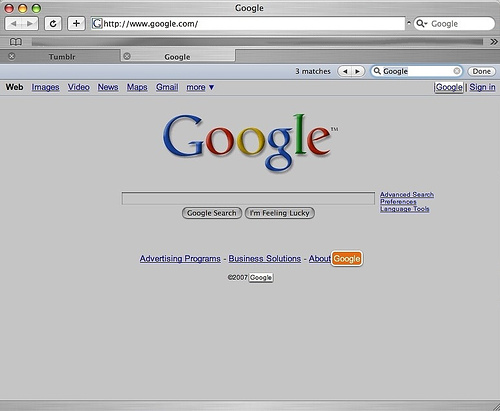 Google
http://www.google.com/
Google
Tumblr
Google
3 matches
Google
Done
Web Images Video News Maps Gmail more ▼
Google | Sign in
Google™
Advanced Search
Preferences
Language Tools
Google Search
I'm Feeling Lucky
Advertising Programs - Business Solutions - About Google
©2007 Google